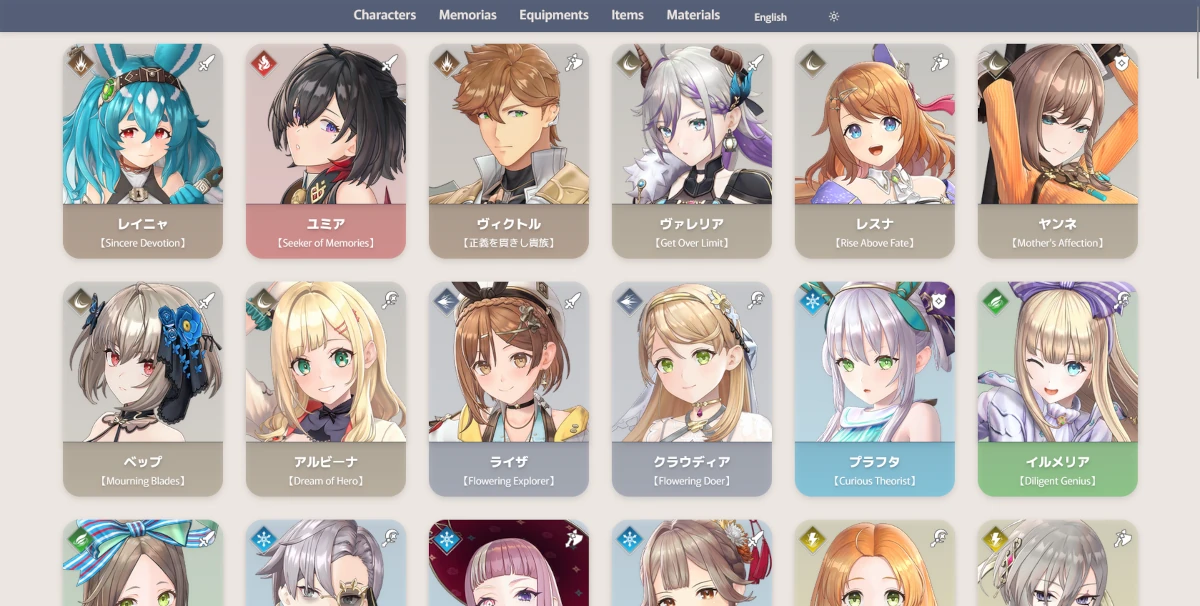 Characters Memorias Equipments Items Materials English
レイニャ
【Sincere Devotion】
ユミア
【Seeker of Memories】
ヴィクトル
【正義を貫きし貴族】
ヴァレリア
【Get Over Limit】
レスナ
【Rise Above Fate】
ヤンネ
【Mother's Affection】
ベップ
【Mourning Blades】
アルビーナ
【Dream of Hero】
ライザ
【Flowering Explorer】
クラウディア
【Flowering Doer】
プラフタ
【Curious Theorist】
イルメリア
【Diligent Genius】